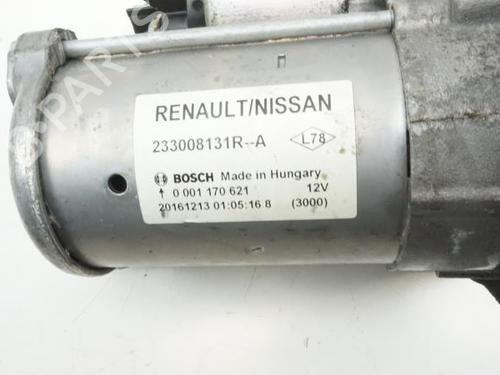 RENAULT/NISSAN
233008131R--A L78
BOSCH Made in Hungary
0 001 170 621 12V
20161213 01:05:16 8 (3000)